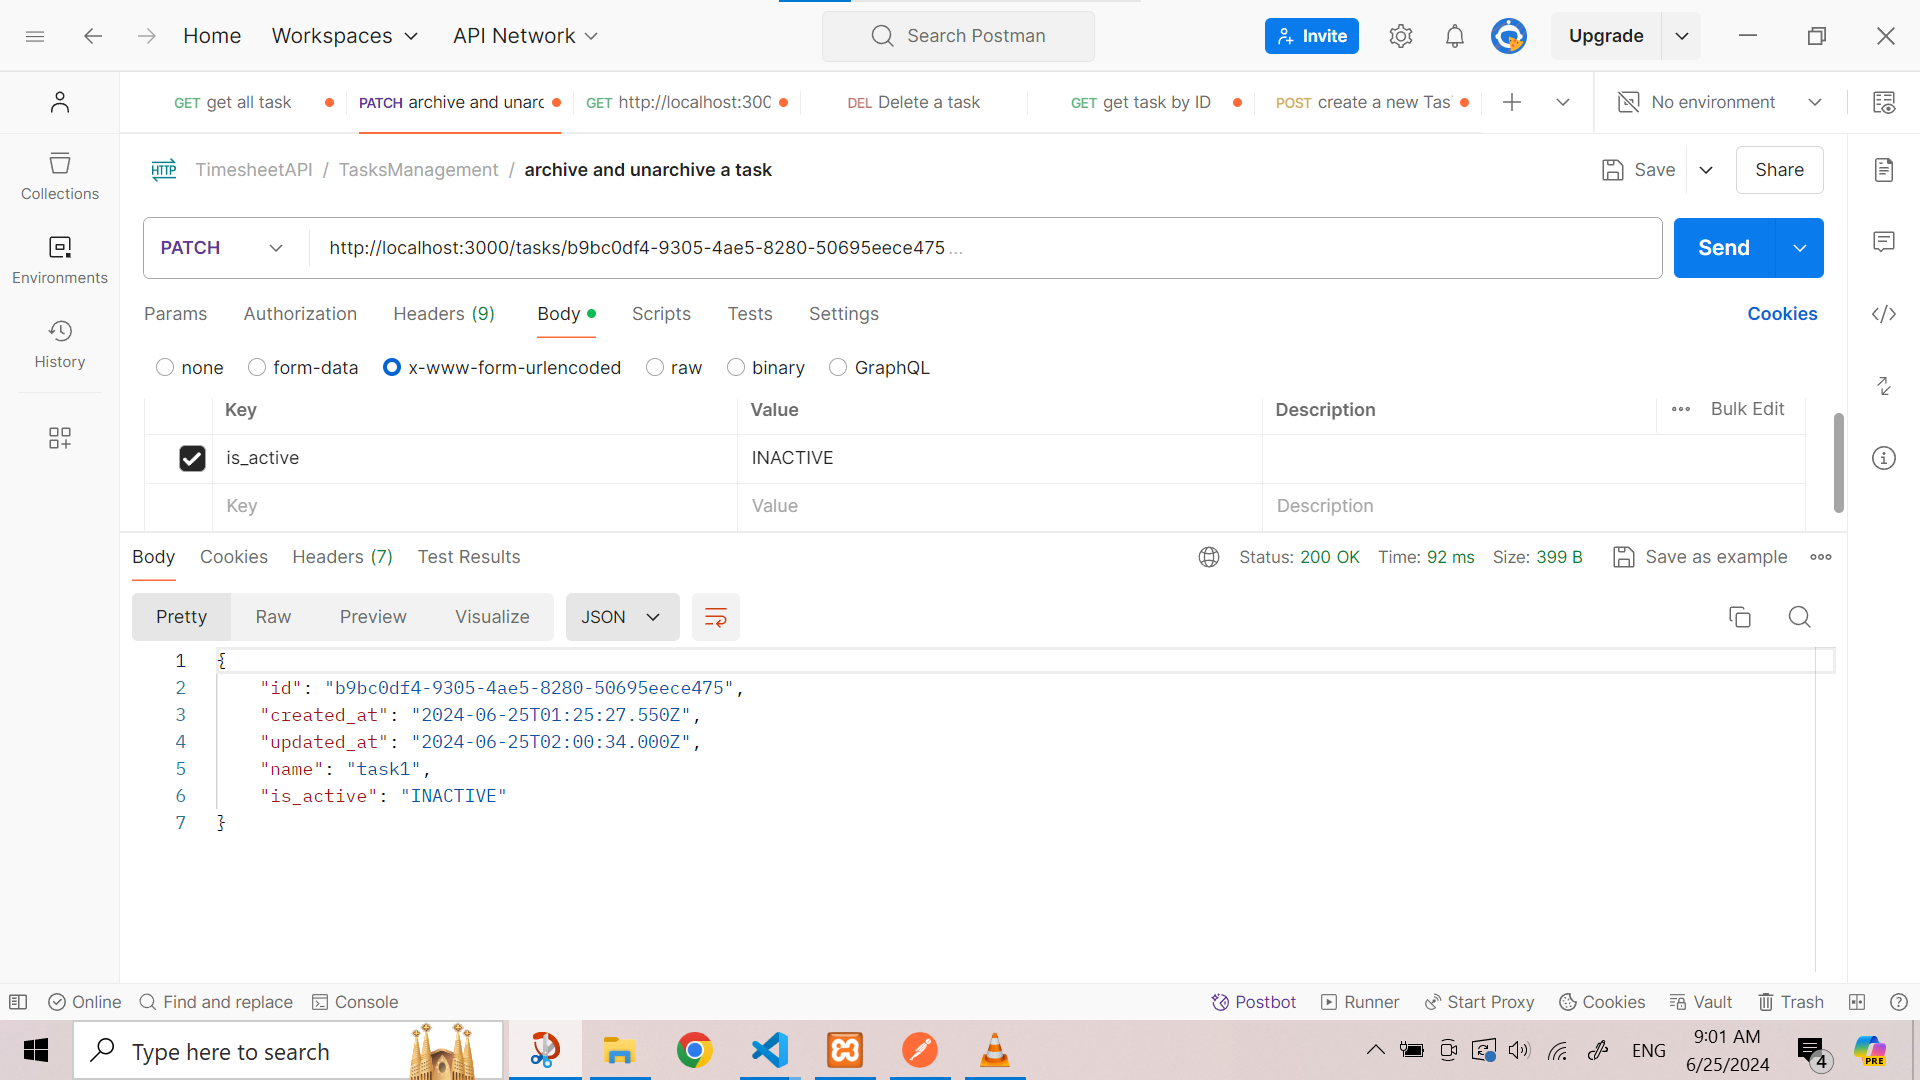 Home Workspaces API Network Search Postman Invite Upgrade
GET get all task PATCH archive and unarc GET http://localhost:300 DEL Delete a task GET get task by ID POST create a new Tas No environment
HTTP TimesheetAPI / TasksManagement / archive and unarchive a task Save Share
Collections
PATCH http://localhost:3000/tasks/b9bc0df4-9305-4ae5-8280-50695eece475... Send
Environments
Params Authorization Headers (9) Body Scripts Tests Settings Cookies
History
none form-data x-www-form-urlencoded raw binary GraphQL
Key Value Description Bulk Edit
is_active INACTIVE
Key Value Description
Body Cookies Headers (7) Test Results Status: 200 OK Time: 92 ms Size: 399 B Save as example
Pretty Raw Preview Visualize JSON
1 {
2 "id": "b9bc0df4-9305-4ae5-8280-50695eece475",
3 "created_at": "2024-06-25T01:25:27.550Z",
4 "updated_at": "2024-06-25T02:00:34.000Z",
5 "name": "task1",
6 "is_active": "INACTIVE"
7 }
Online Find and replace Console Postbot Runner Start Proxy Cookies Vault Trash
Type here to search ENG 9:01 AM
6/25/2024 4 PRE